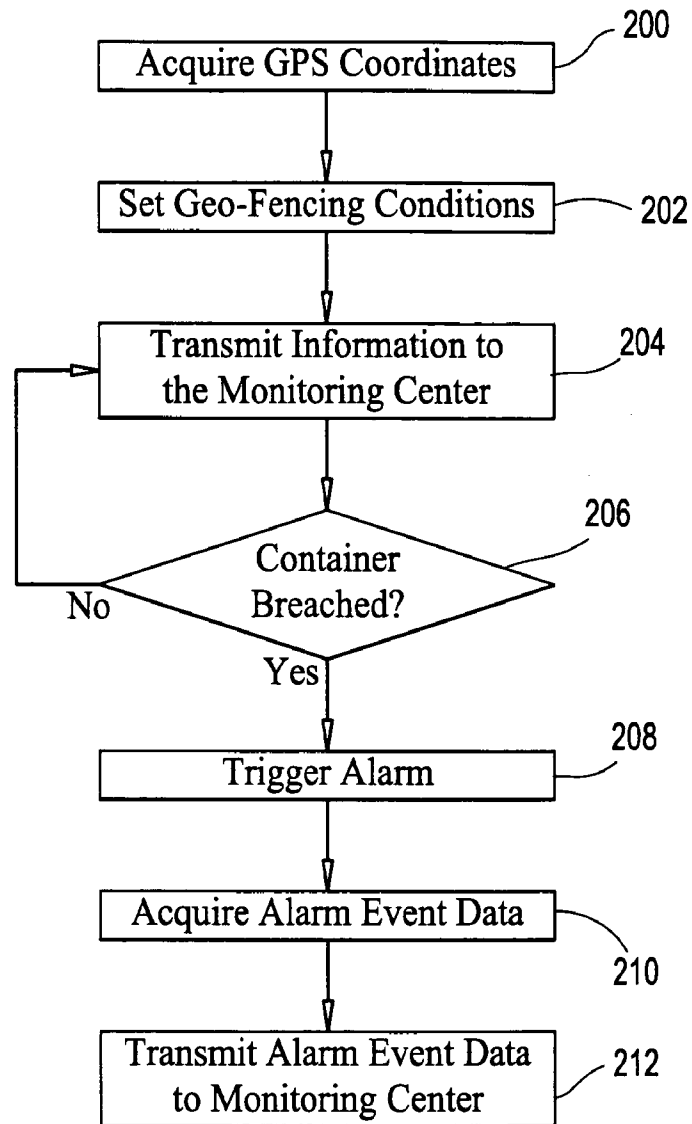 200
Acquire GPS Coordinates
Set Geo-Fencing Conditions
202
Transmit Information to
the Monitoring Center
204
206
Container
Breached?
No
Yes
208
Trigger Alarm
Acquire Alarm Event Data
210
Transmit Alarm Event Data
to Monitoring Center
212